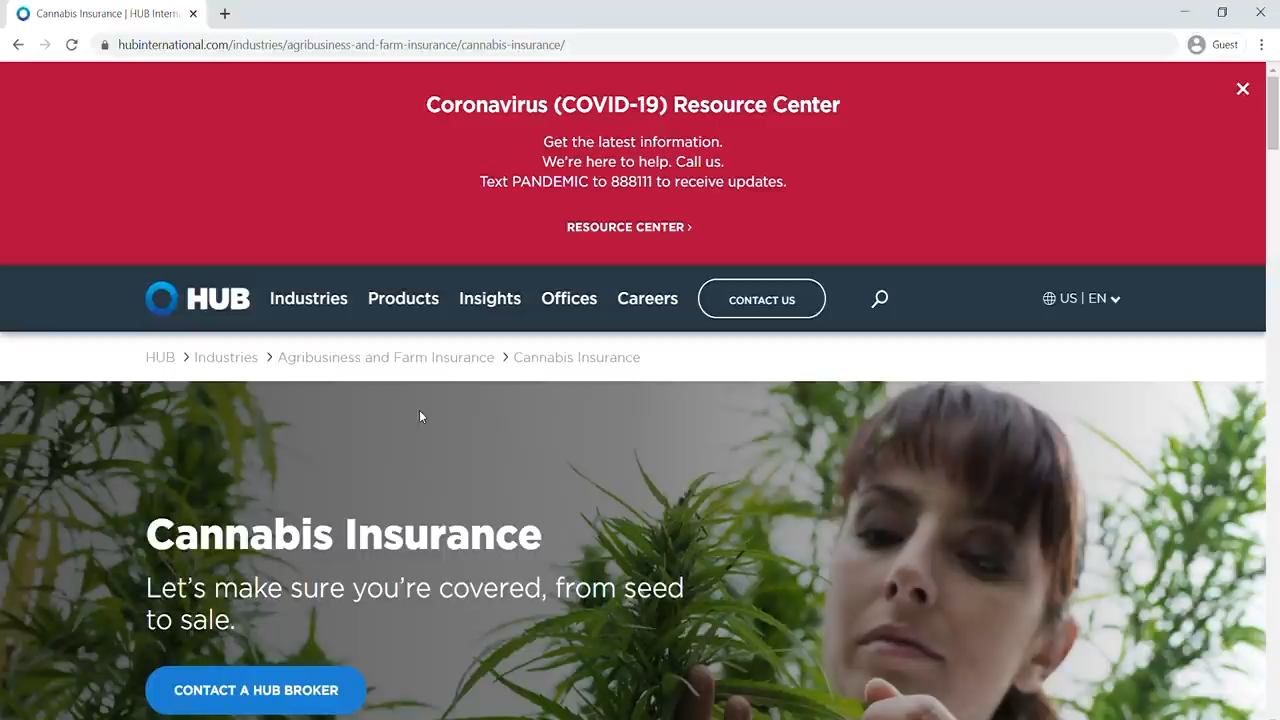 Cannabis Insurance | HUB Intern
hubinternational.com/industries/agribusiness-and-farm-insurance/cannabis-insurance/
Guest
Coronavirus (COVID-19) Resource Center
Get the latest information.
We're here to help. Call us.
Text PANDEMIC to 888111 to receive updates.
RESOURCE CENTER ›
HUB Industries Products Insights Offices Careers CONTACT US US | EN
HUB > Industries > Agribusiness and Farm Insurance > Cannabis Insurance
Cannabis Insurance
Let's make sure you're covered, from seed
to sale.
CONTACT A HUB BROKER